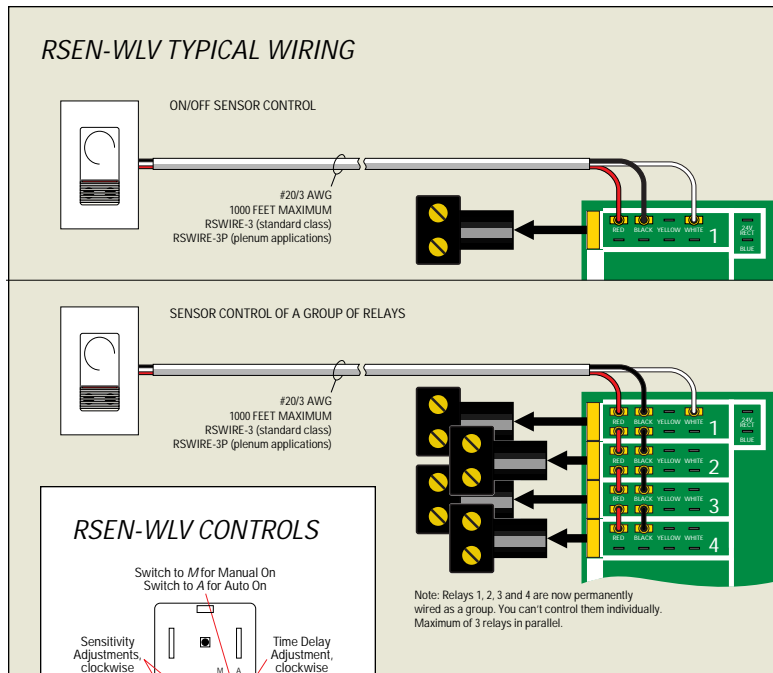 RSEN-WLV TYPICAL WIRING
ON/OFF SENSOR CONTROL
#20/3 AWG
1000 FEET MAXIMUM
RSWIRE-3 (standard class)
RSWIRE-3P (plenum applications)
RED BLACK YELLOW WHITE 1
24V
RECT
BLUE
SENSOR CONTROL OF A GROUP OF RELAYS
#20/3 AWG
1000 FEET MAXIMUM
RSWIRE-3 (standard class)
RSWIRE-3P (plenum applications)
RED BLACK YELLOW WHITE 1
24V
RECT
BLUE
RED BLACK YELLOW WHITE 2
RED BLACK YELLOW WHITE 3
RED BLACK YELLOW WHITE 4
Note: Relays 1, 2, 3 and 4 are now permanently
wired as a group. You can't control them individually.
Maximum of 3 relays in parallel.
RSEN-WLV CONTROLS
Switch to M for Manual On
Switch to A for Auto On
Sensitivity
Adjustments,
clockwise
M A
Time Delay
Adjustment,
clockwise